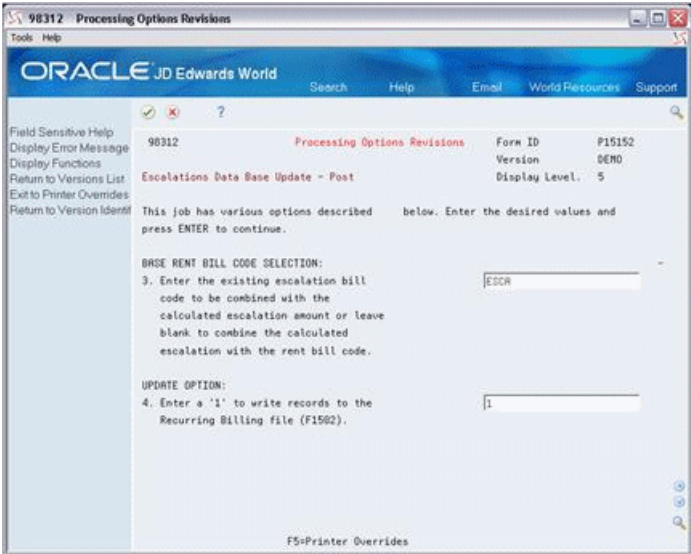 98312 Processing Options Revisions
Tools Help
ORACLE JD Edwards World
Search Help Email World Resources Support
?
Field Sensitive Help
Display Error Message
Display Functions
Return to Versions List
Exit to Printer Overrides
Return to Version Identif
98312 Processing Options Revisions Form ID P15152
Version DEMO
Escalations Data Base Update - Post Display Level. 5
This job has various options described below. Enter the desired values and
press ENTER to continue.
BASE RENT BILL CODE SELECTION:
3. Enter the existing escalation bill ESCA
code to be combined with the
calculated escalation amount or leave
blank to combine the calculated
escalation with the rent bill code.
UPDATE OPTION:
4. Enter a '1' to write records to the 1
Recurring Billing file (F1502).
F5=Printer Overrides